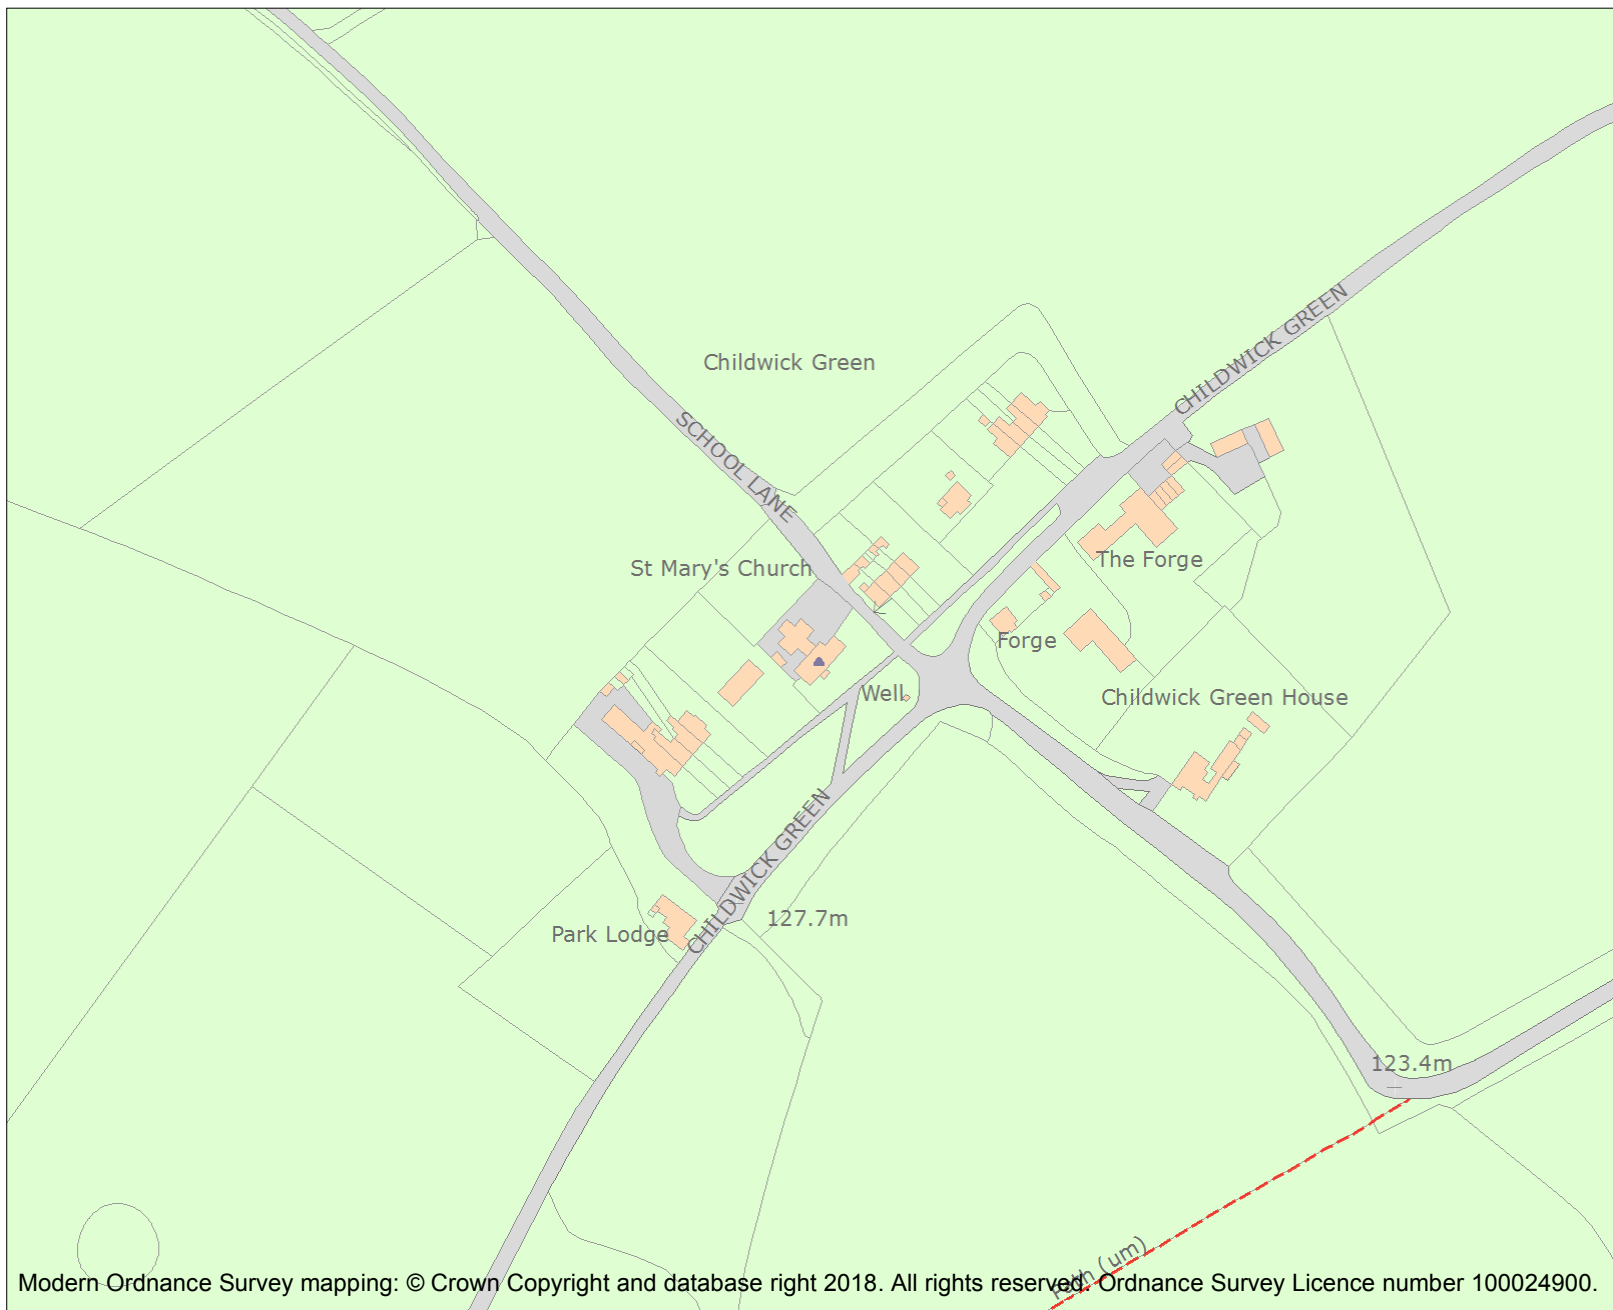 CHILDWICK GREEN
Childwick Green
SCHOOL LANE
St Mary's Church
The Forge
Forge
Well
Childwick Green House
CHILDWICK GREEN
127.7m
Park Lodge
123.4m
Path (um)
Modern Ordnance Survey mapping: © Crown Copyright and database right 2018. All rights reserved. Ordnance Survey Licence number 100024900.